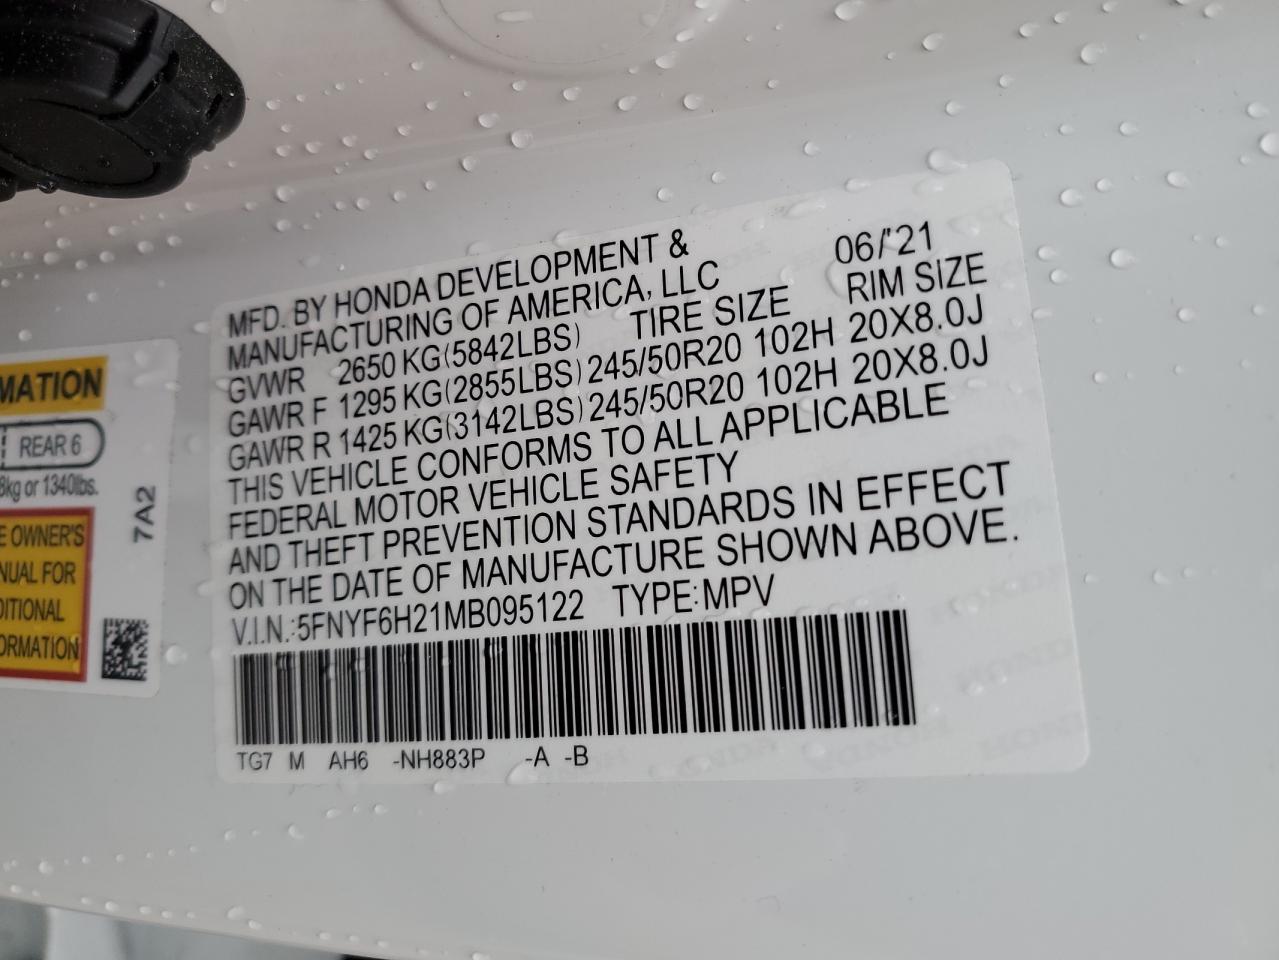 MFD. BY HONDA DEVELOPMENT & 06/'21
MANUFACTURING OF AMERICA, LLC
GVWR 2650 KG(5842LBS) TIRE SIZE RIM SIZE
GAWR F 1295 KG(2855LBS) 245/50R20 102H 20X8.0J
GAWR R 1425 KG(3142LBS) 245/50R20 102H 20X8.0J
THIS VEHICLE CONFORMS TO ALL APPLICABLE
FEDERAL MOTOR VEHICLE SAFETY
AND THEFT PREVENTION STANDARDS IN EFFECT
ON THE DATE OF MANUFACTURE SHOWN ABOVE.
V.I.N.:5FNYF6H21MB095122 TYPE:MPV
TG7 M AH6 -NH883P -A -B
MATION
REAR 6
8kg or 1340lbs.
7A2
E OWNER'S
NUAL FOR
DITIONAL
ORMATION